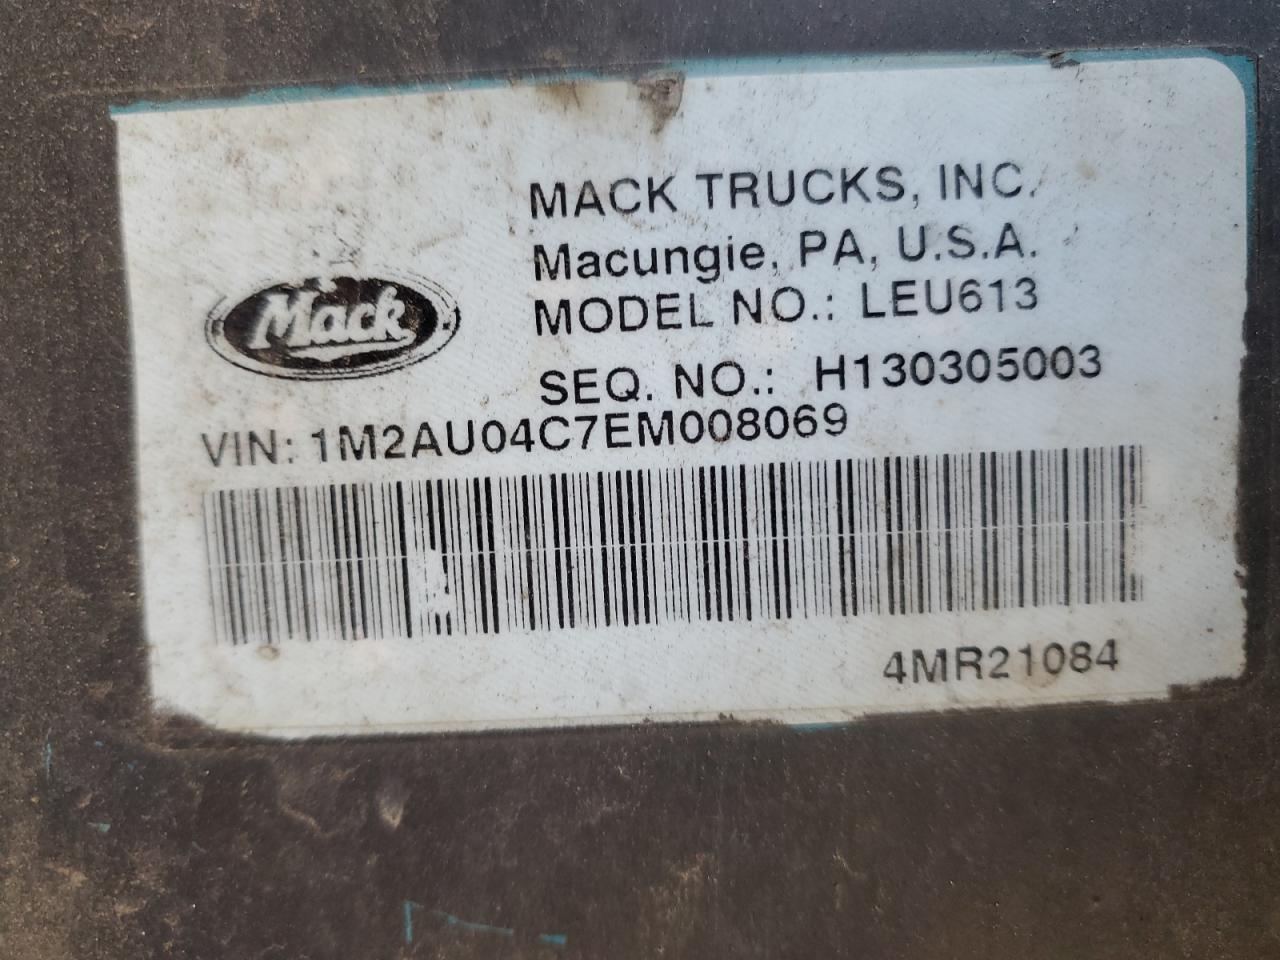 MACK TRUCKS, INC.
Macungie, PA, U.S.A.
MODEL NO.: LEU613
Mack
SEQ. NO.: H130305003
VIN: 1M2AU04C7EM008069
4MR21084